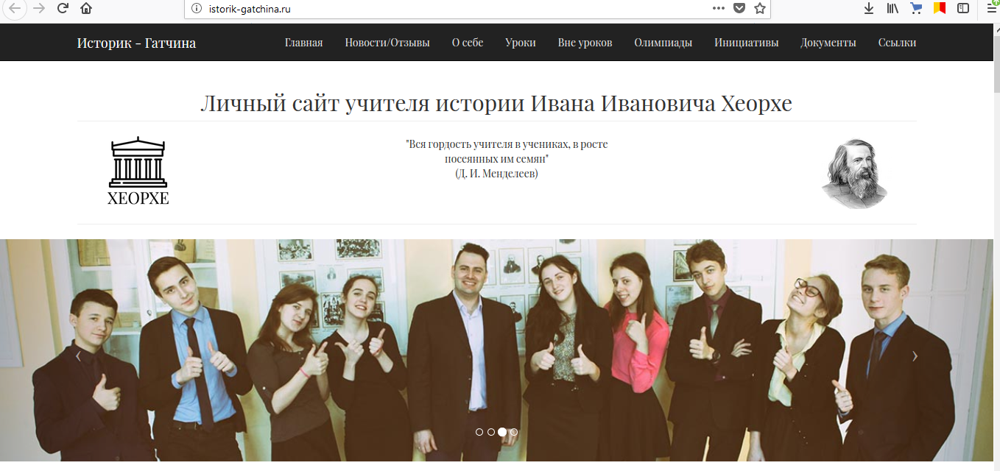 istorik-gatchina.ru
Историк - Гатчина Главная Новости/Отзывы О себе Уроки Вне уроков Олимпиады Инициативы Документы Ссылки
Личный сайт учителя истории Ивана Ивановича Хеорхе
"Вся гордость учителя в учениках, в росте
посеянных им семян"
(Д. И. Менделеев)
ХЕОРХЕ